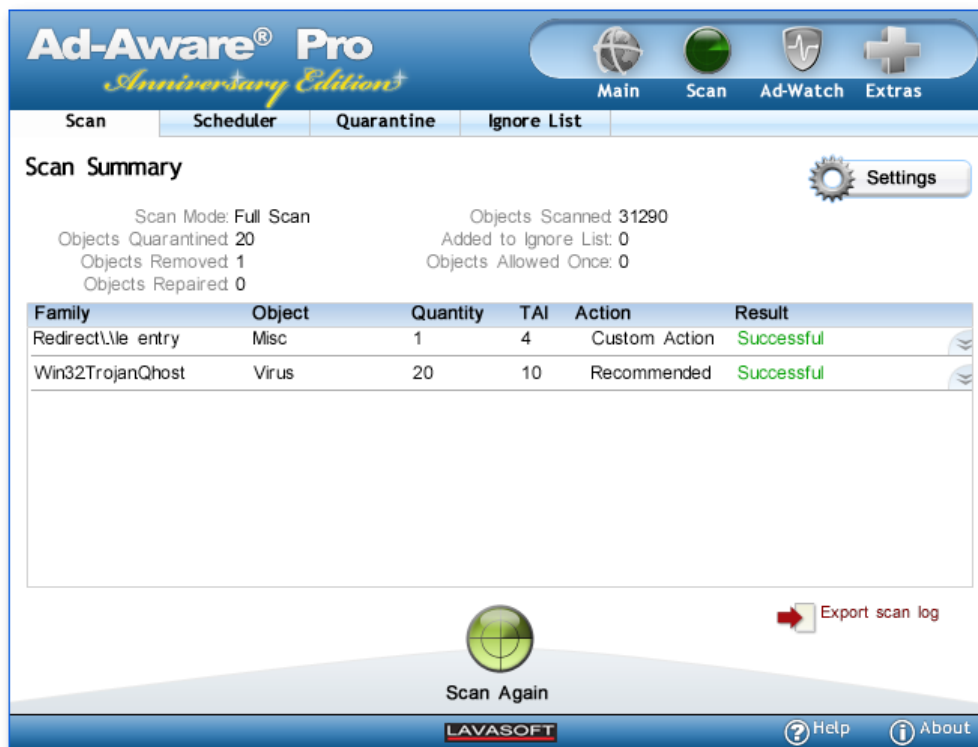 Ad-Aware® Pro
Anniversary Edition
Main Scan Ad-Watch Extras
Scan Scheduler Quarantine Ignore List
Scan Summary
Settings
Scan Mode: Full Scan Objects Scanned: 31290
Objects Quarantined: 20 Added to Ignore List: 0
Objects Removed: 1 Objects Allowed Once: 0
Objects Repaired: 0
Family Object Quantity TAI Action Result
Redirect\.\Ie entry Misc 1 4 Custom Action Successful
Win32TrojanQhost Virus 20 10 Recommended Successful
Export scan log
Scan Again
LAVASOFT
Help About